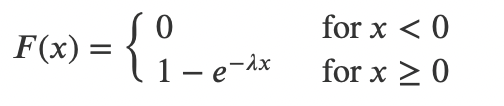 F(x) = { 0 for x < 0
1 − e^{−λx} for x ≥ 0